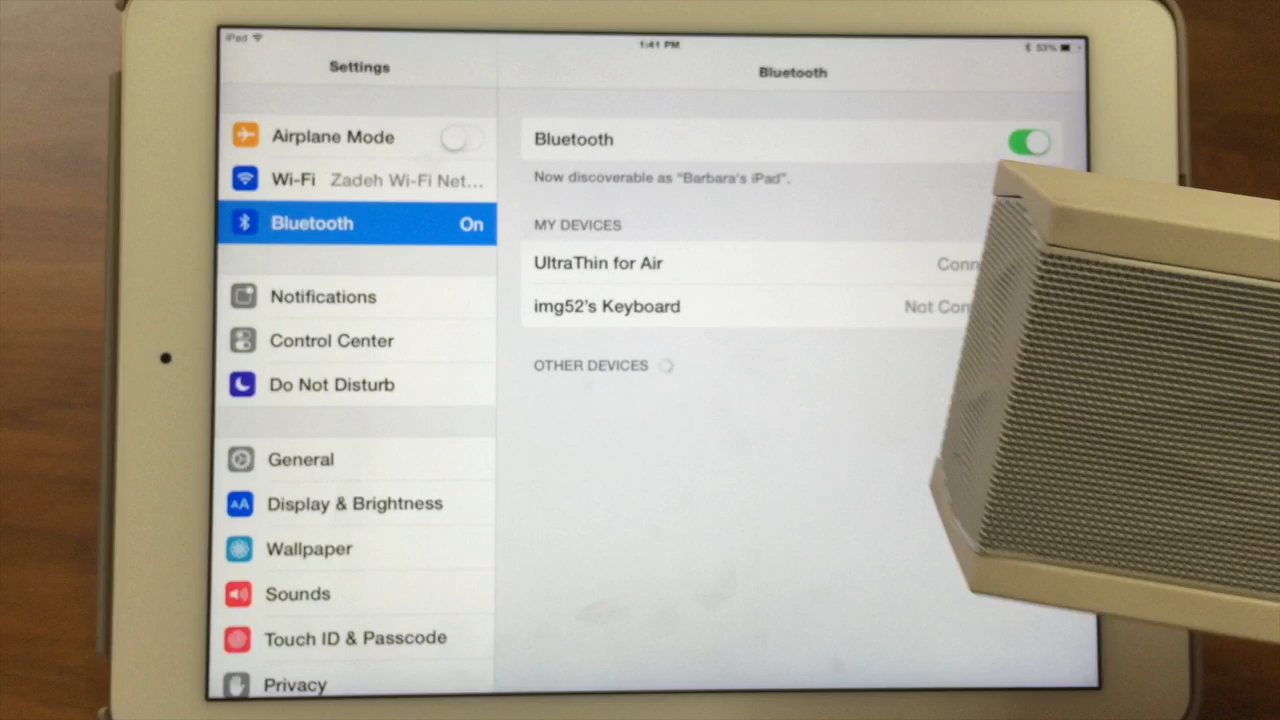 iPad
1:41 PM
53%
Settings
Bluetooth
Airplane Mode
Wi-Fi Zadeh Wi-Fi Net...
Bluetooth On
Notifications
Control Center
Do Not Disturb
General
AA Display & Brightness
Wallpaper
Sounds
Touch ID & Passcode
Privacy
Bluetooth
Now discoverable as “Barbara's iPad”.
MY DEVICES
UltraThin for Air Conn
img52's Keyboard Not Con
OTHER DEVICES